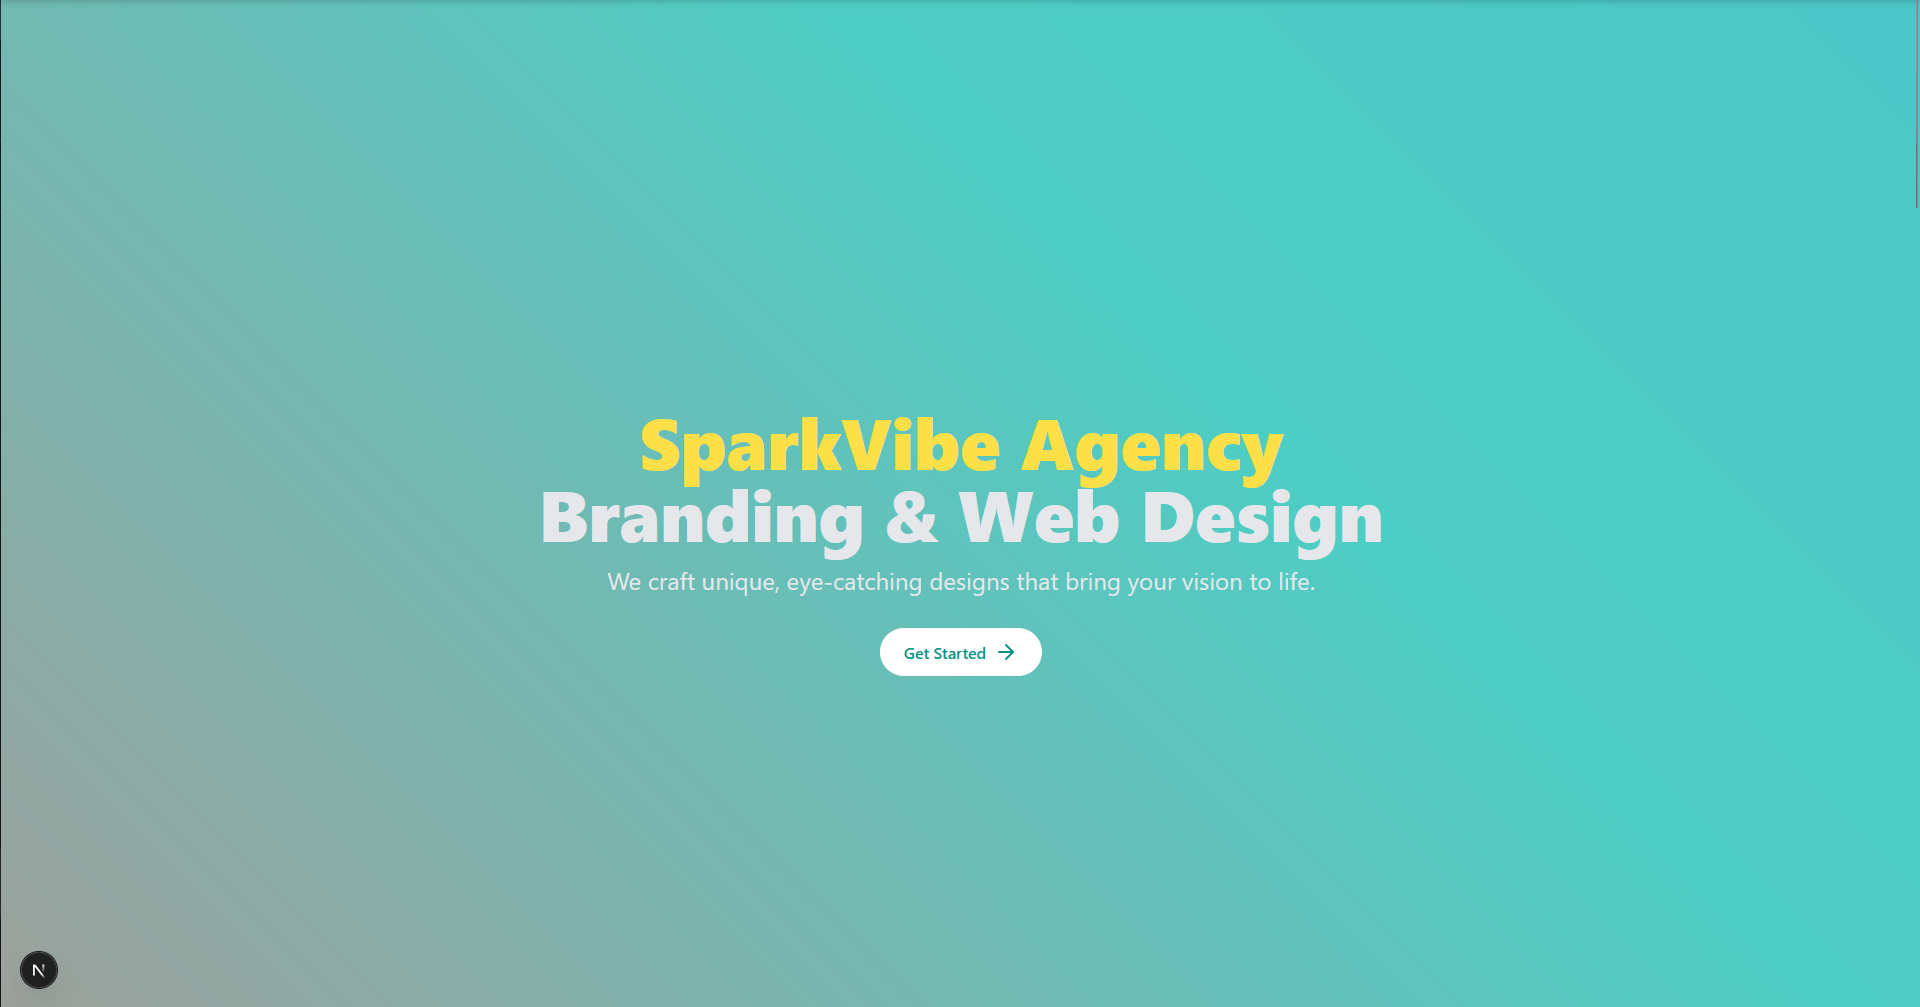 SparkVibe Agency
Branding & Web Design
We craft unique, eye-catching designs that bring your vision to life.
Get Started
N